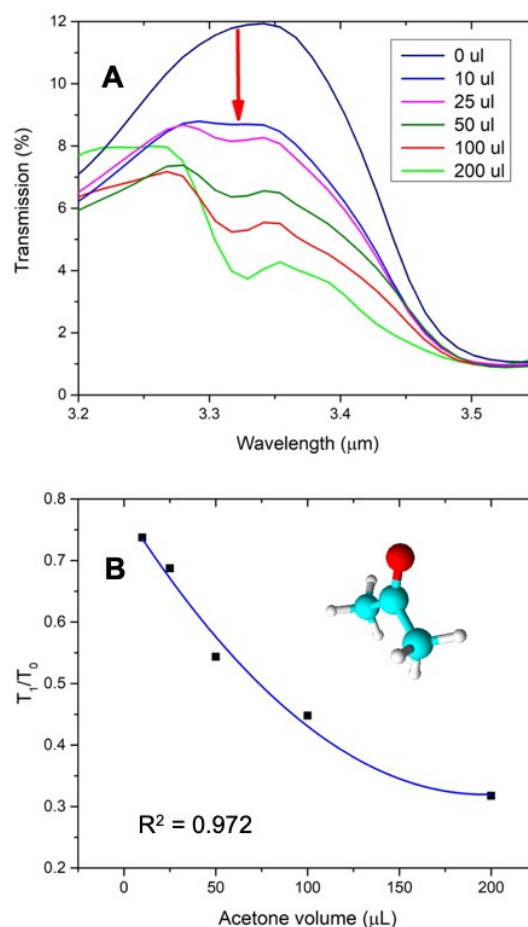 12
10
8
6
4
2
0
Transmission (%)
A
0 ul
10 ul
25 ul
50 ul
100 ul
200 ul
3.2
3.3
3.4
3.5
Wavelength (μm)
0.8
0.7
0.6
0.5
0.4
0.3
0.2
T₁/T₀
B
R² = 0.972
0
50
100
150
200
Acetone volume (μL)